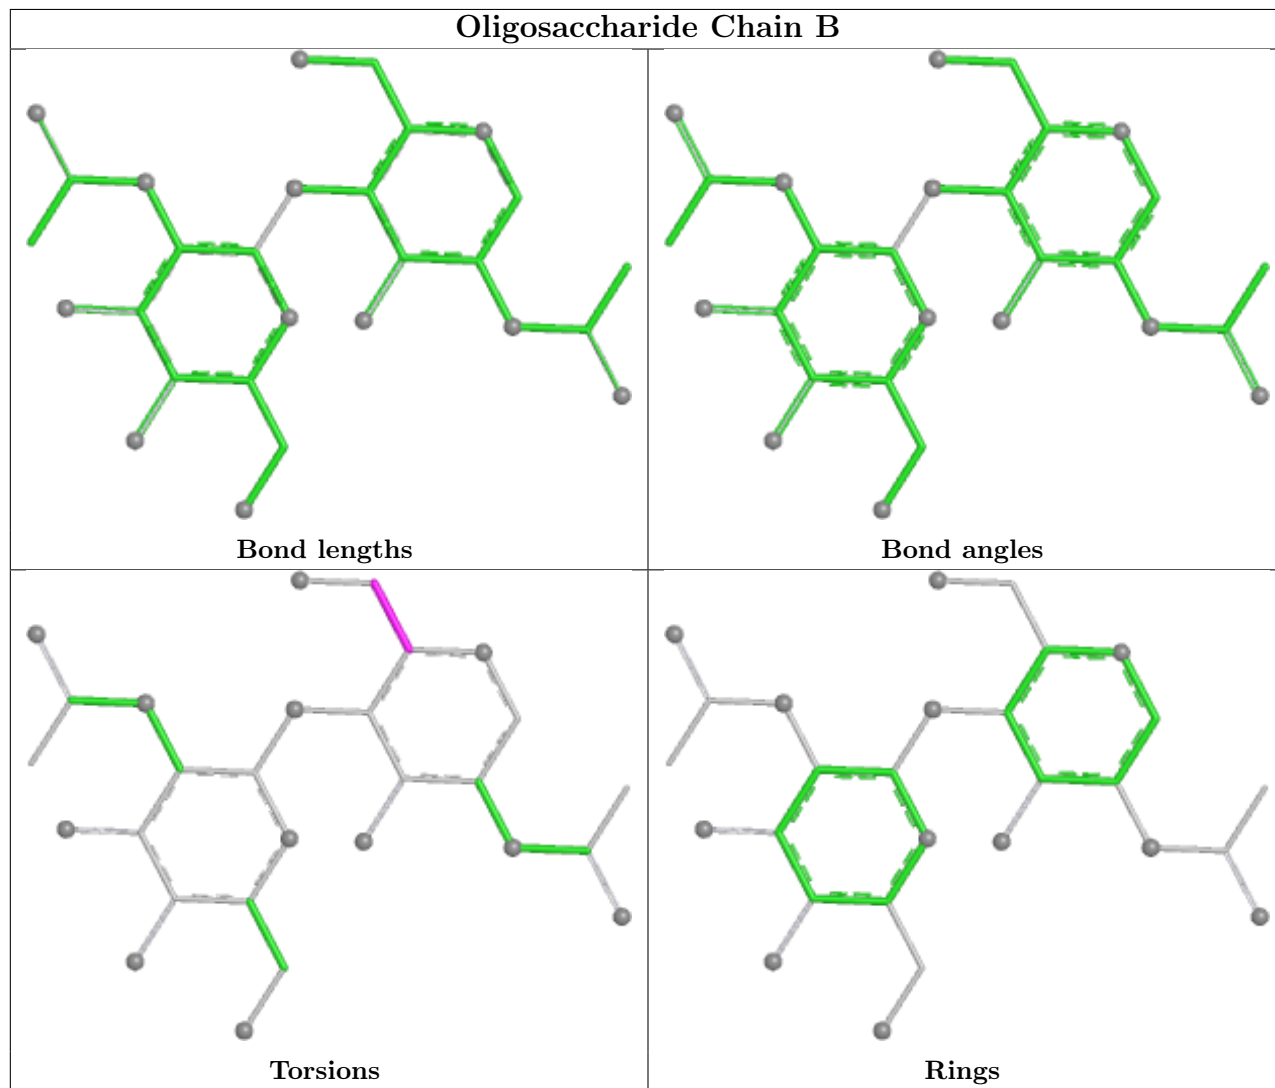 Oligosaccharide Chain B
Bond lengths
Bond angles
Torsions
Rings